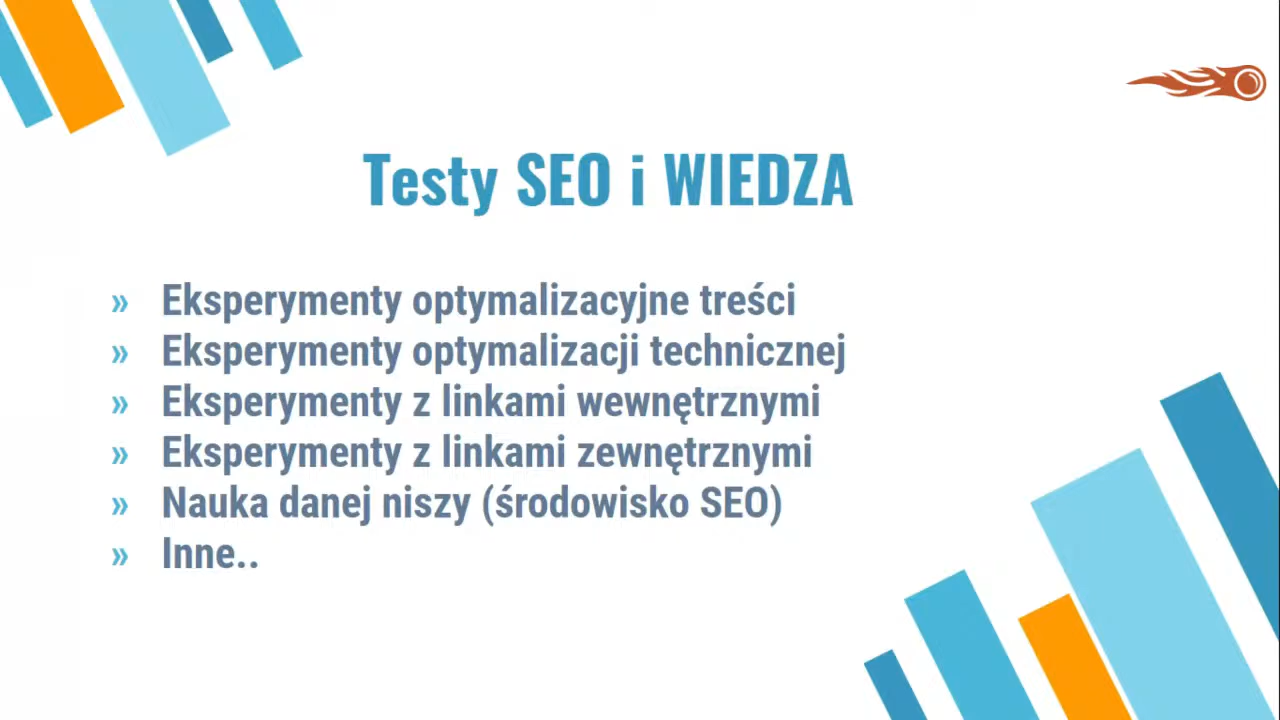 Testy SEO i WIEDZA
» Eksperymenty optymalizacyjne treści
» Eksperymenty optymalizacji technicznej
» Eksperymenty z linkami wewnętrznymi
» Eksperymenty z linkami zewnętrznymi
» Nauka danej niszy (środowisko SEO)
» Inne..